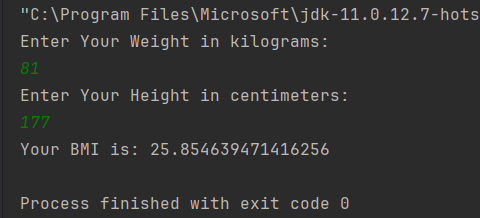 "C:\Program Files\Microsoft\jdk-11.0.12.7-hots
Enter Your Weight in kilograms:
81
Enter Your Height in centimeters:
177
Your BMI is: 25.854639471416256
Process finished with exit code 0